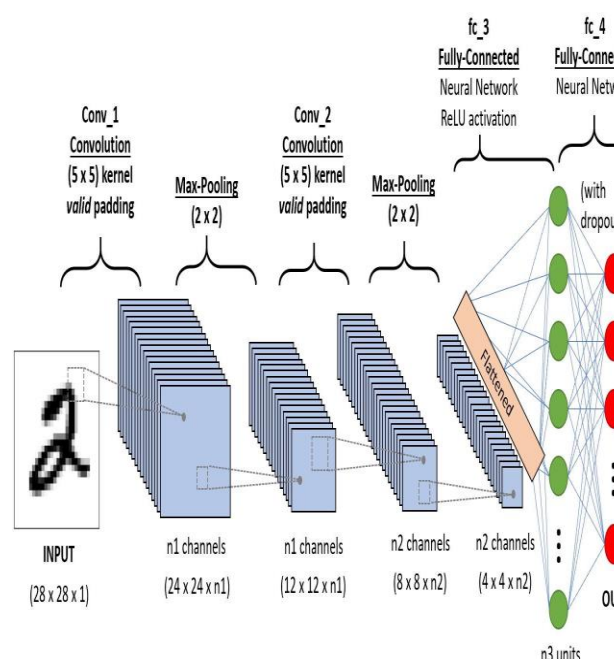 fc_3
Fully-Connected
Neural Network
ReLU activation
fc_4
Fully-Connec
Neural Netw
Conv_1
Convolution
(5 x 5) kernel
valid padding
Max-Pooling
(2 x 2)
Conv_2
Convolution
(5 x 5) kernel
valid padding
Max-Pooling
(2 x 2)
(with
dropou
Flattened
2
INPUT
(28 x 28 x 1)
n1 channels
(24 x 24 x n1)
n1 channels
(12 x 12 x n1)
n2 channels
(8 x 8 x n2)
n2 channels
(4 x 4 x n2)
OU
n3 units